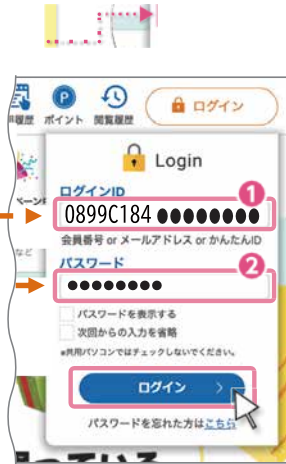 ポイント
閲覧履歴
ログイン
Login
ログインID
1
0899C184 ●●●●●●●●
会員番号 or メールアドレス or かんたんID
など
パスワード
2
●●●●●●●●
パスワードを表示する
次回からの入力を省略
※共用パソコンではチェックしないでください。
ログイン
パスワードを忘れた方はこちら